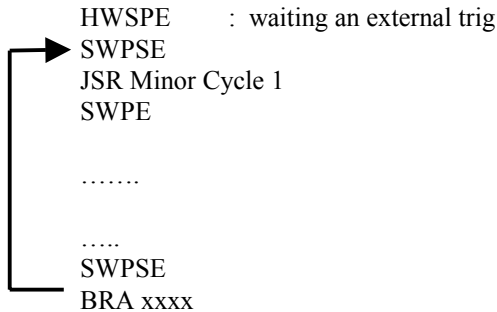 HWSPE : waiting an external trig
SWPSE
JSR Minor Cycle 1
SWPE
…….
…..
SWPSE
BRA xxxx